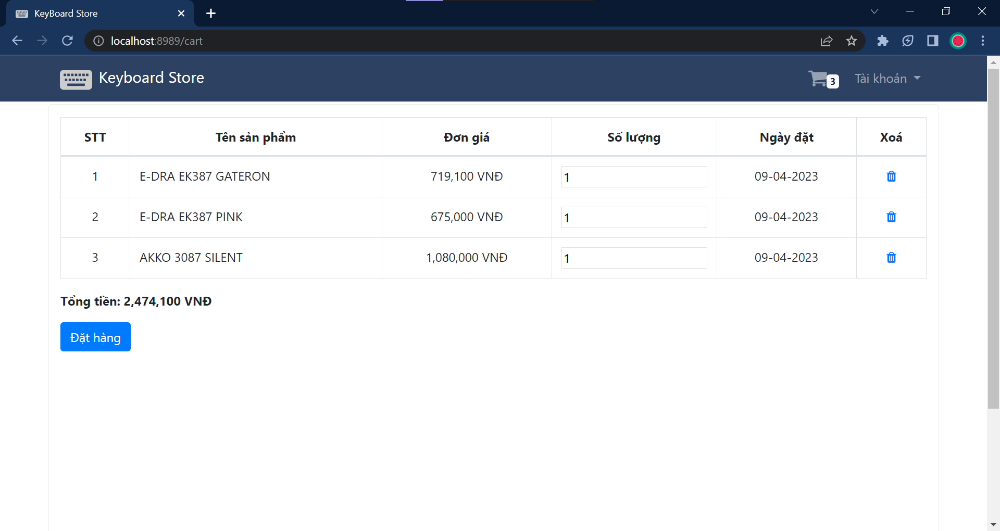 KeyBoard Store
localhost:8989/cart
Keyboard Store
3
Tài khoản
STT Tên sản phẩm Đơn giá Số lượng Ngày đặt Xoá
1 E-DRA EK387 GATERON 719,100 VNĐ 1 09-04-2023
2 E-DRA EK387 PINK 675,000 VNĐ 1 09-04-2023
3 AKKO 3087 SILENT 1,080,000 VNĐ 1 09-04-2023
Tổng tiền: 2,474,100 VNĐ
Đặt hàng